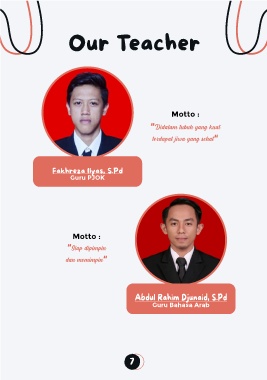 Our Teacher
Motto :
"Didalam tubuh yang kuat
terdapat jiwa yang sehat"
Fakhreza Ilyas, S.Pd
Guru PJOK
Motto :
"Siap dipimpin
dan memimpin"
Abdul Rahim Djunaid, S.Pd
Guru Bahasa Arab
7